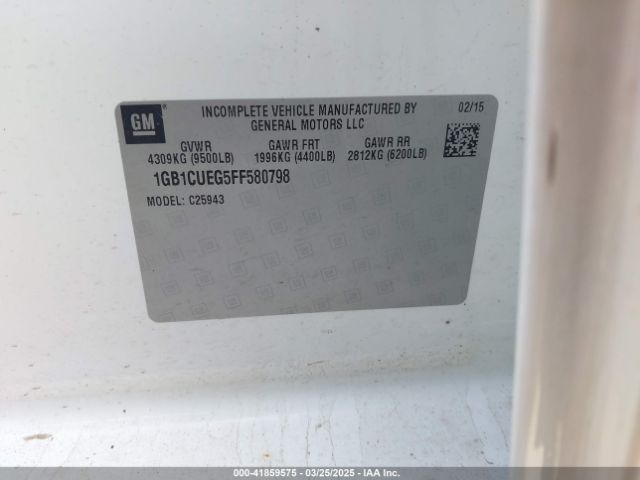 GM
INCOMPLETE VEHICLE MANUFACTURED BY
GENERAL MOTORS LLC
02/15
GVWR GAWR FRT GAWR RR
4309KG (9500LB) 1996KG (4400LB) 2812KG (6200LB)
1GB1CUEG5FF580798
MODEL: C25943
000-41859575 - 03/25/2025 - IAA Inc.